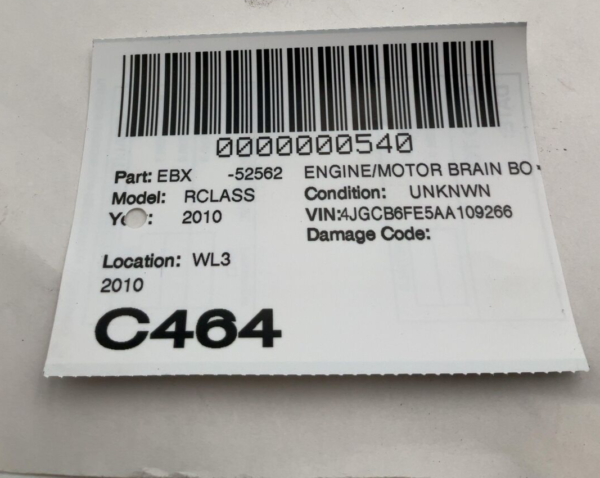 0000000540
Part: EBX -52562 ENGINE/MOTOR BRAIN BO
Model: RCLASS Condition: UNKNWN
Ye : 2010 VIN:4JGCB6FE5AA109266
Damage Code:
Location: WL3
2010
C464